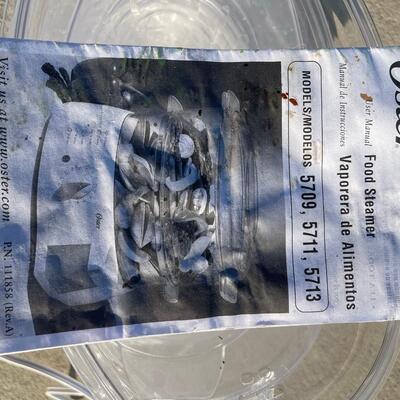 Oster
User Manual
Food Steamer
Manual de Instrucciones
Vaporera de Alimentos
MODELS/MODELOS 5709, 5711, 5713
Oster
Visit us at www.oster.com
P.N. 111858 (Rev.A)